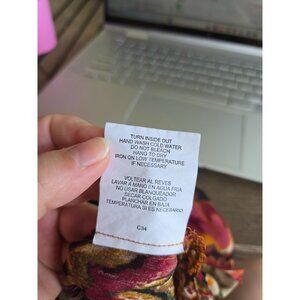 TURN INSIDE OUT
HAND WASH COLD WATER
DO NOT BLEACH
HANG TO DRY
IRON ON LOW TEMPERATURE
IF NECESSARY
VOLTEAR AL REVES
LAVAR A MANO EN AGUA FRIA
NO USAR BLANQUEADOR
SECAR COLGADO
PLANCHAR EN BAJA
TEMPERATURA SI ES NECESARIO
C34